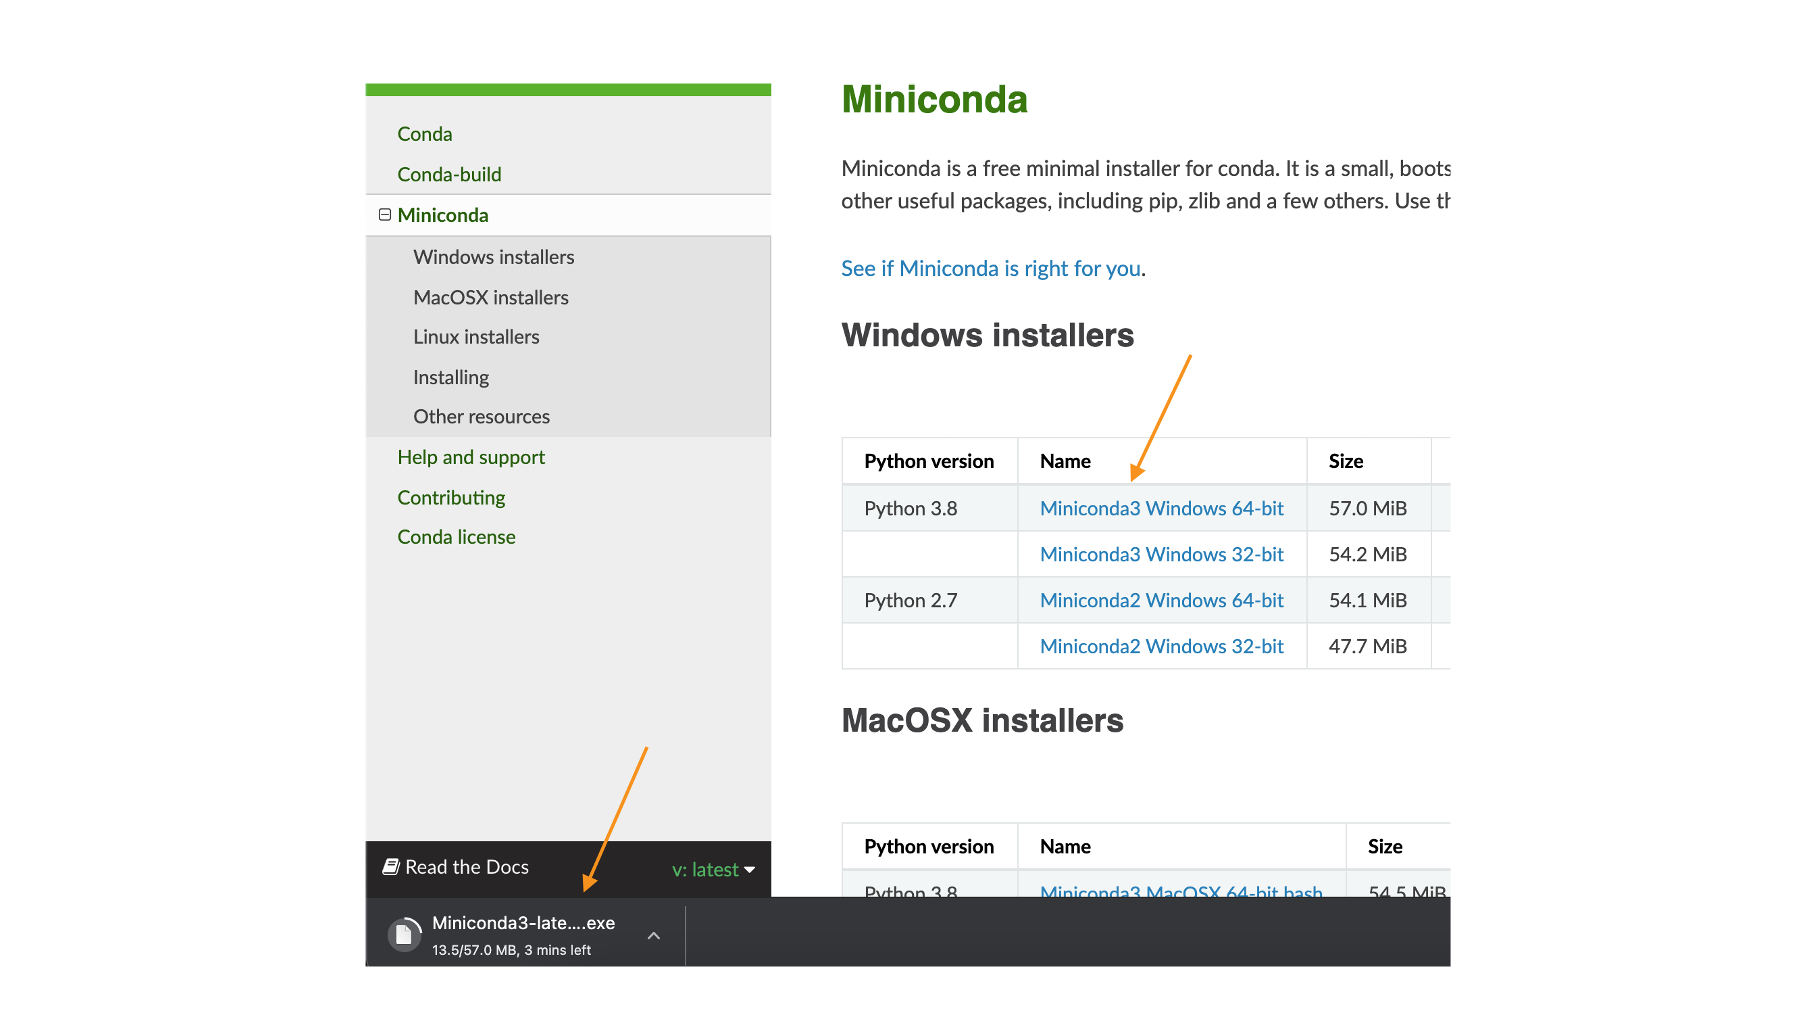 Conda
Conda-build
Miniconda
Windows installers
MacOSX installers
Linux installers
Installing
Other resources
Help and support
Contributing
Conda license
Read the Docs
v: latest
Miniconda
Miniconda is a free minimal installer for conda. It is a small, boots
other useful packages, including pip, zlib and a few others. Use th
See if Miniconda is right for you.
Windows installers
Python version Name Size
Python 3.8 Miniconda3 Windows 64-bit 57.0 MiB
Miniconda3 Windows 32-bit 54.2 MiB
Python 2.7 Miniconda2 Windows 64-bit 54.1 MiB
Miniconda2 Windows 32-bit 47.7 MiB
MacOSX installers
Python version Name Size
Python 3.8 Miniconda3 MacOSX 64-bit bash 54.5 MiB
Miniconda3-late....exe
13.5/57.0 MB, 3 mins left